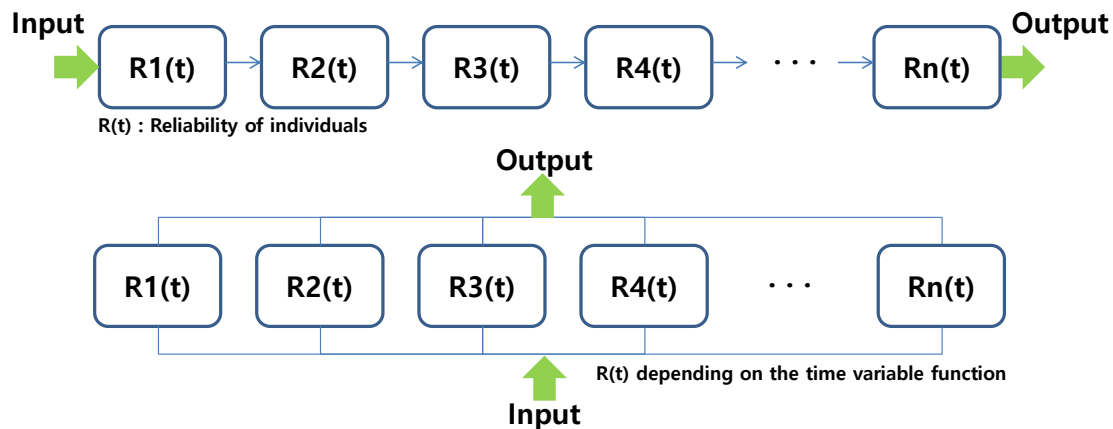 Input
Output
R1(t) R2(t) R3(t) R4(t) · · · Rn(t)
R(t) : Reliability of individuals
Output
R1(t) R2(t) R3(t) R4(t) · · · Rn(t)
R(t) depending on the time variable function
Input